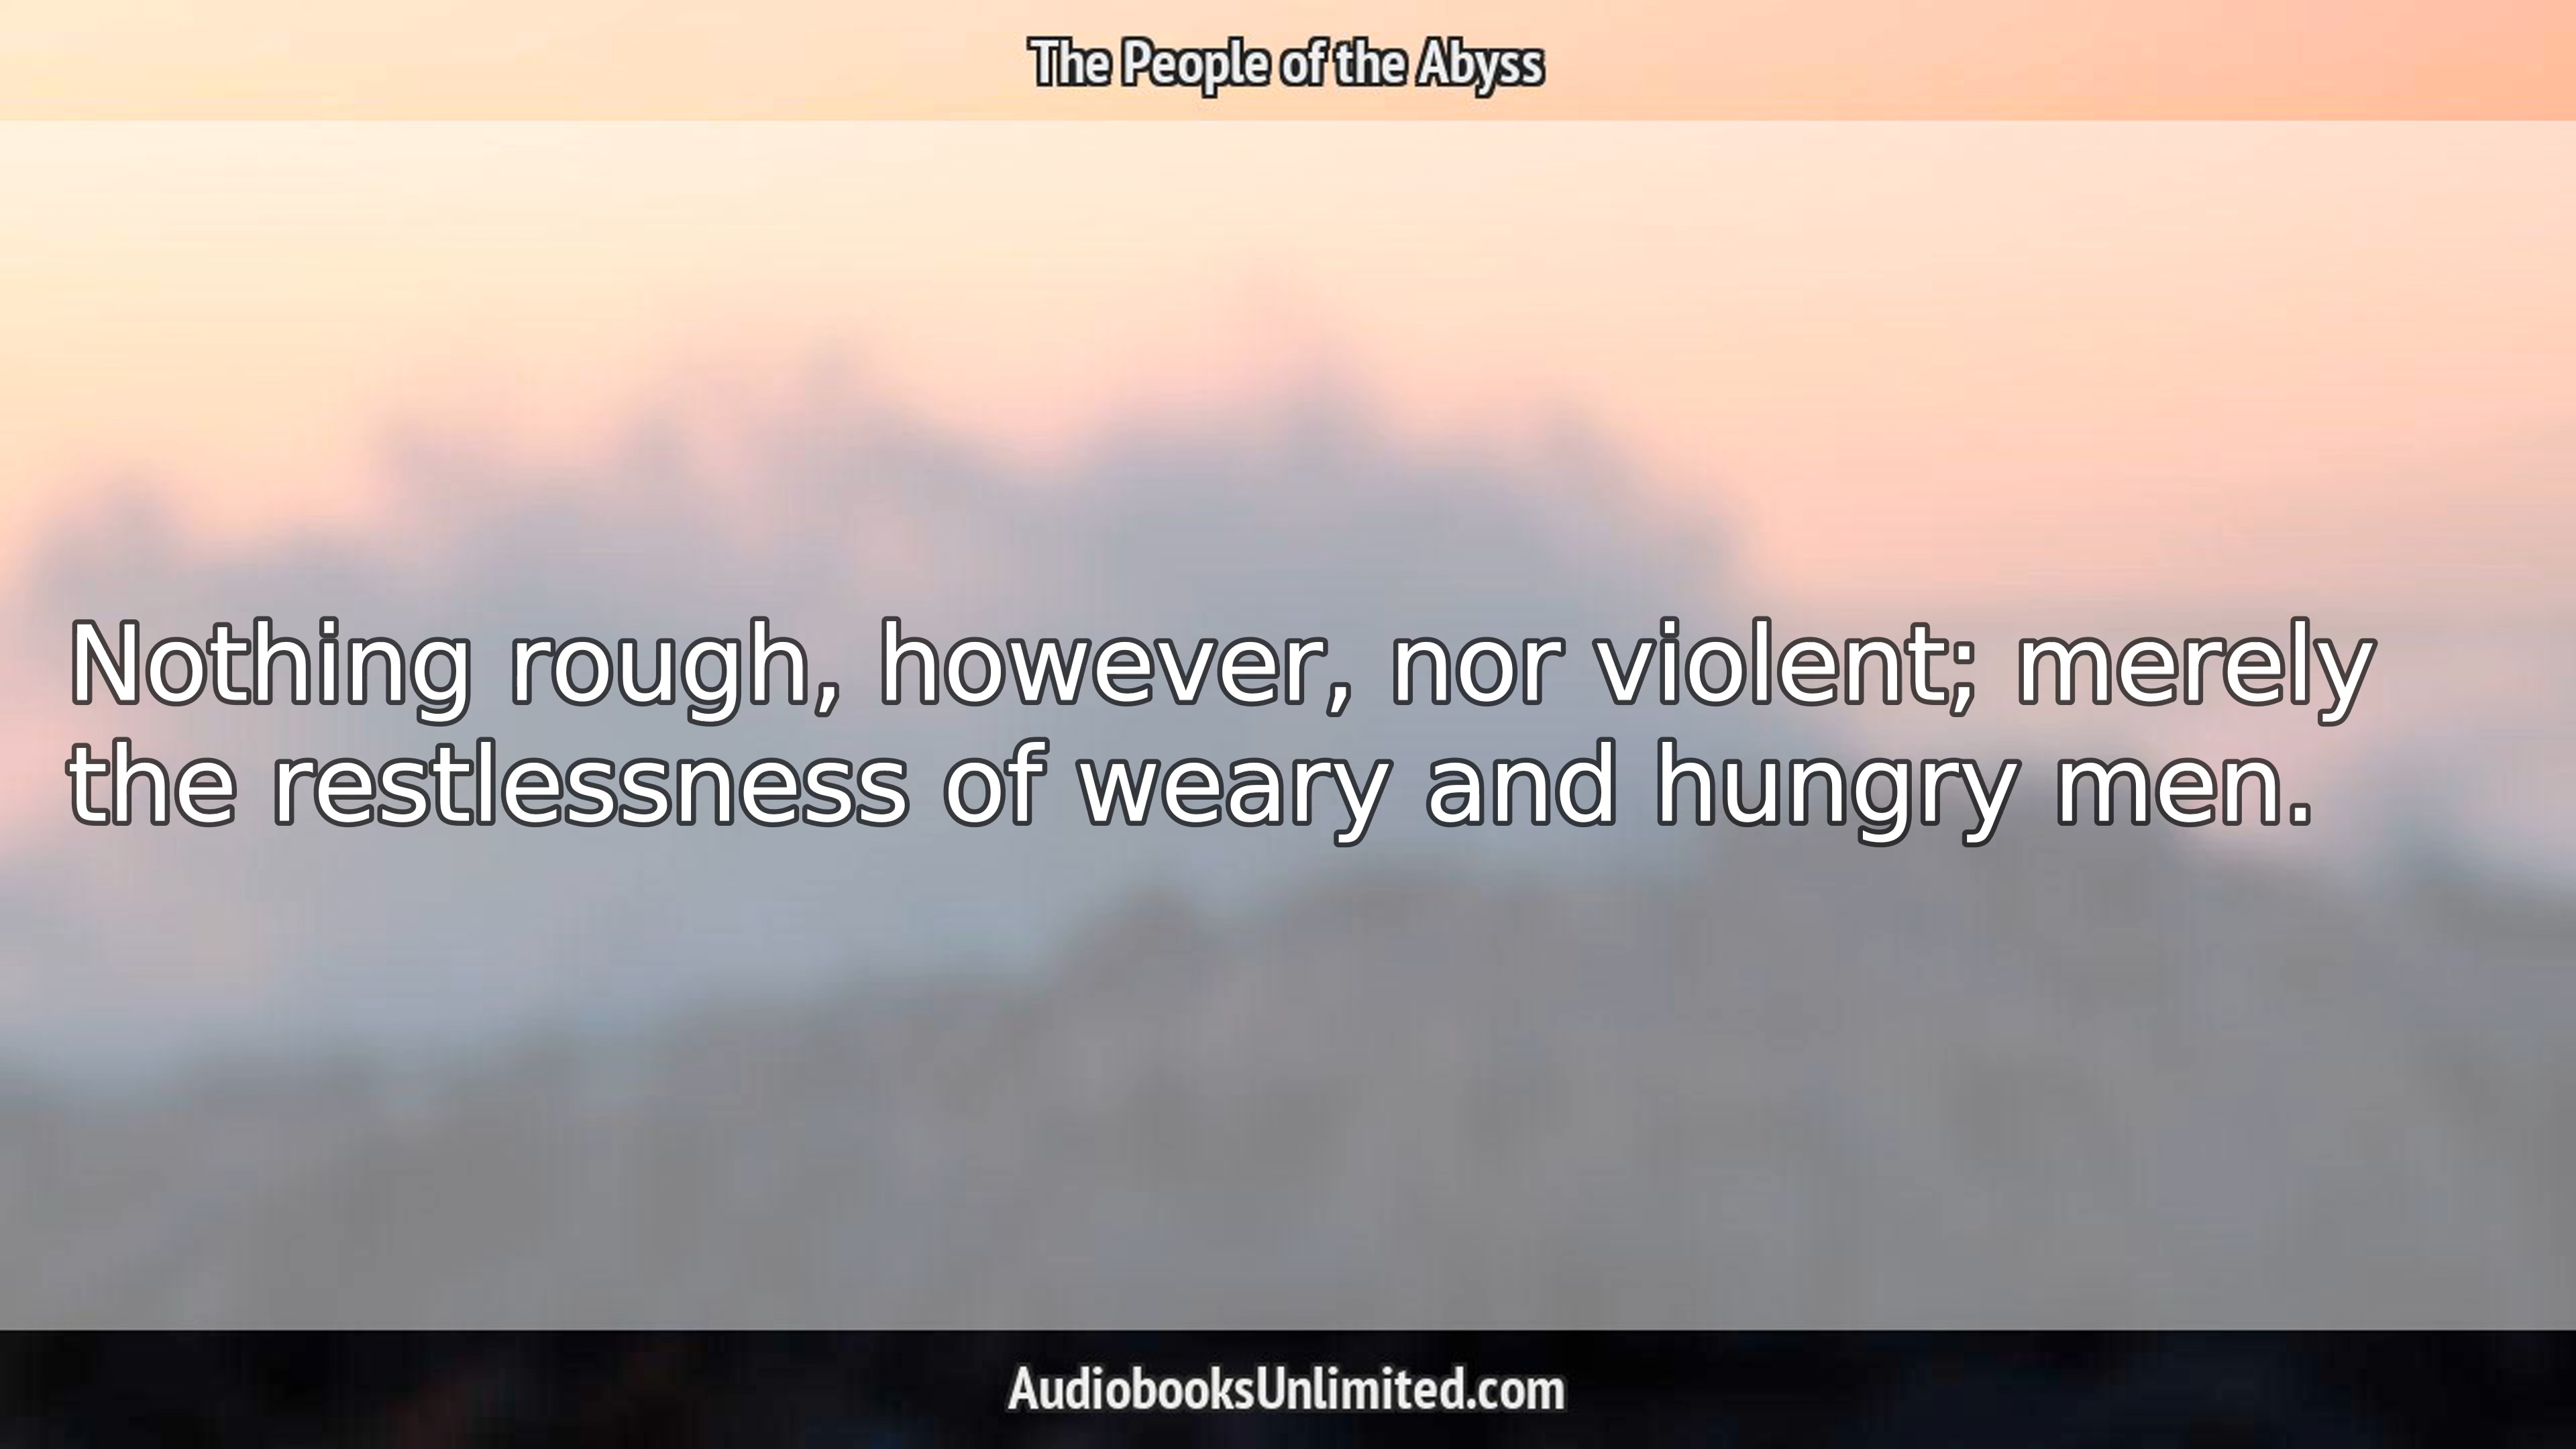 The People of the Abyss
Nothing rough, however, nor violent; merely
the restlessness of weary and hungry men.
AudiobooksUnlimited.com